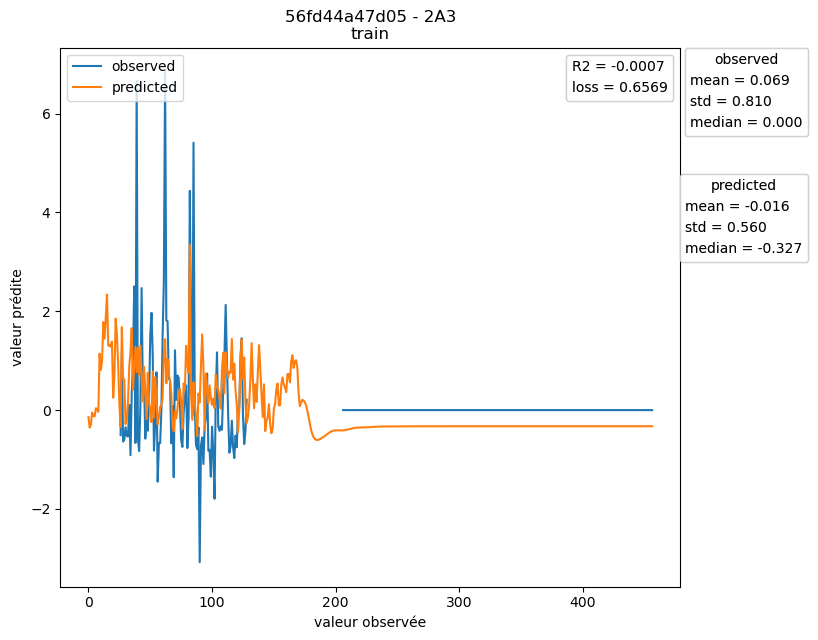 56fd44a47d05 - 2A3
train
observed
predicted
R2 = -0.0007
loss = 0.6569
observed
mean = 0.069
std = 0.810
median = 0.000
predicted
mean = -0.016
std = 0.560
median = -0.327
valeur prédite
6
4
2
0
−2
0
100
200
300
400
valeur observée